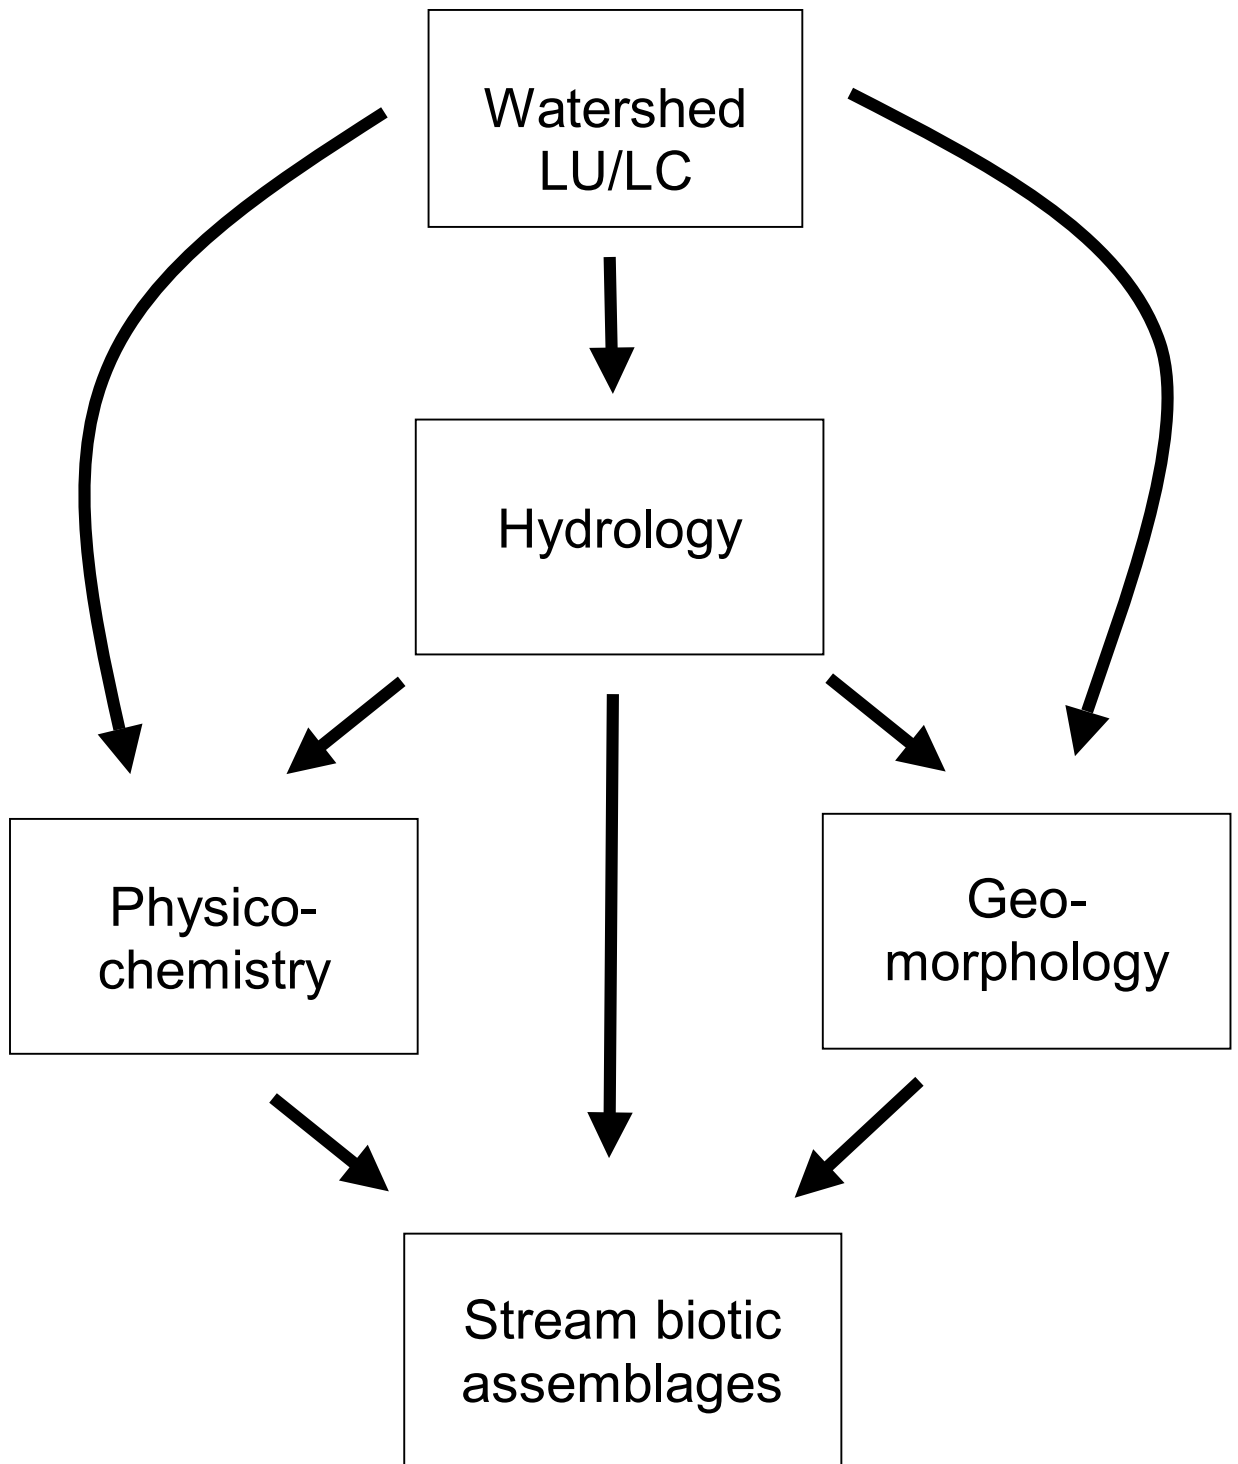 Watershed
LU/LC
Hydrology
Physico-
chemistry
Geo-
morphology
Stream biotic
assemblages